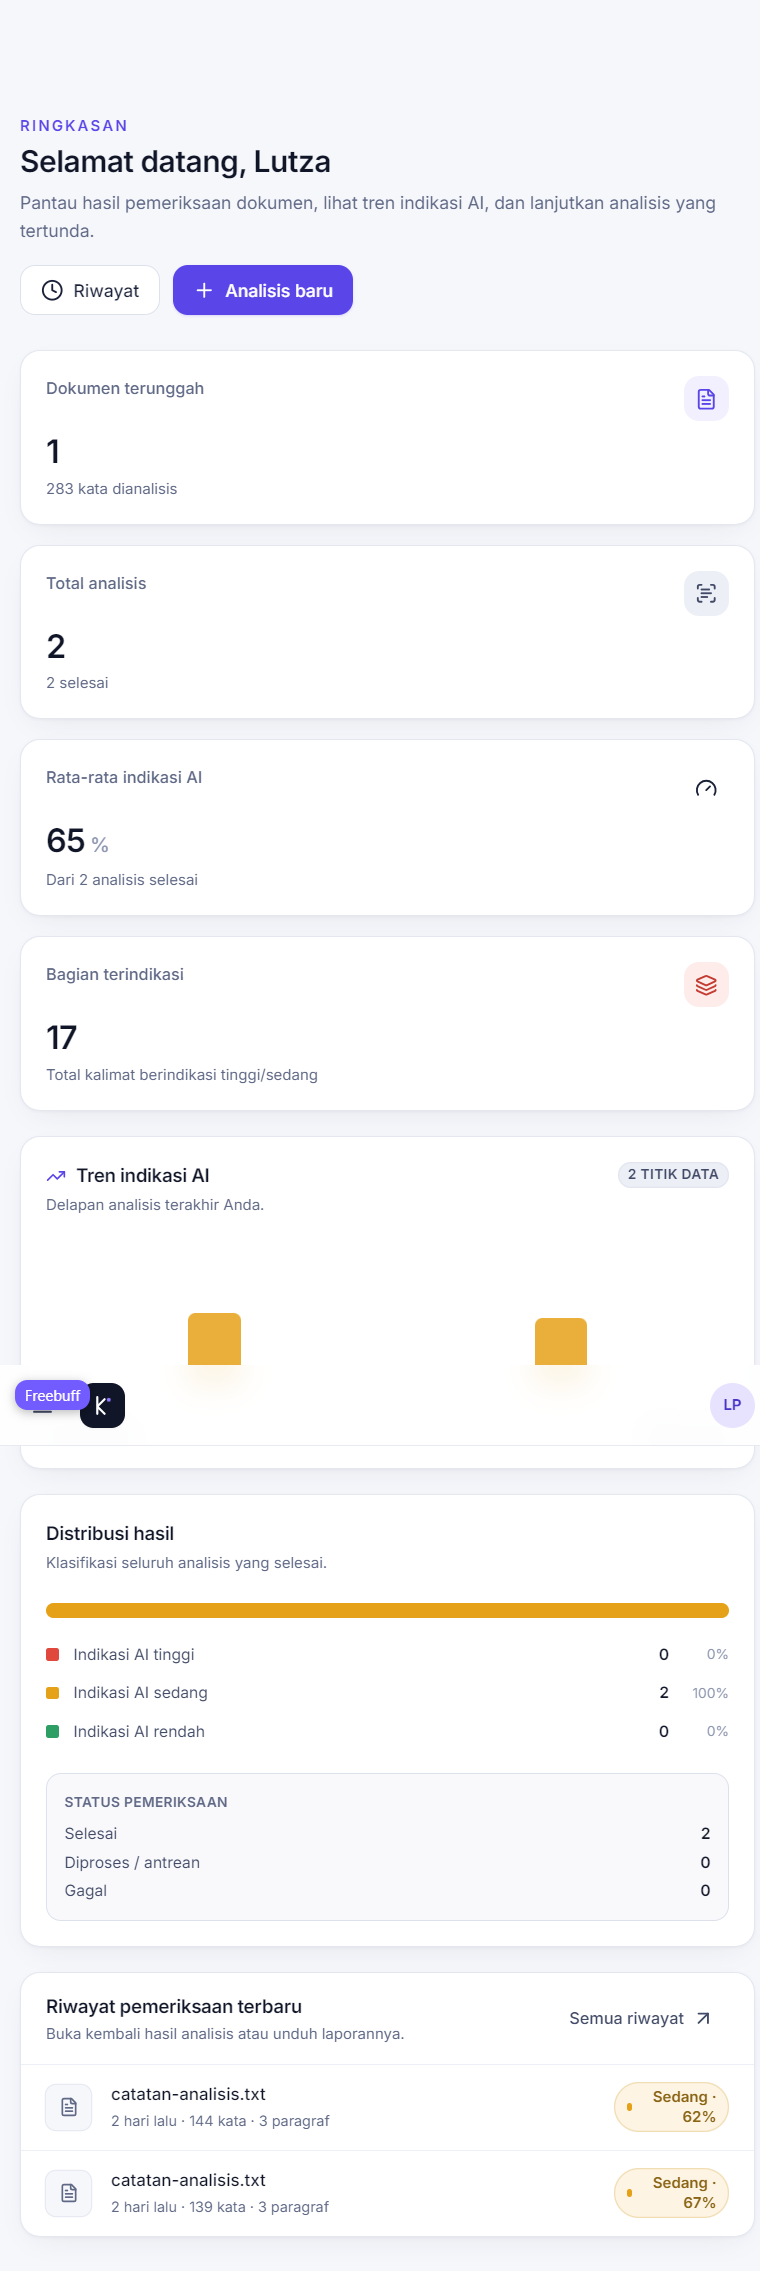 RINGKASAN
Selamat datang, Lutza
Pantau hasil pemeriksaan dokumen, lihat tren indikasi AI, dan lanjutkan analisis yang
tertunda.
Riwayat
Analisis baru
Dokumen terunggah
1
283 kata dianalisis
Total analisis
2
2 selesai
Rata-rata indikasi AI
65 %
Dari 2 analisis selesai
Bagian terindikasi
17
Total kalimat berindikasi tinggi/sedang
Tren indikasi AI
2 TITIK DATA
Delapan analisis terakhir Anda.
Freebuff
K
LP
Distribusi hasil
Klasifikasi seluruh analisis yang selesai.
Indikasi AI tinggi 0 0%
Indikasi AI sedang 2 100%
Indikasi AI rendah 0 0%
STATUS PEMERIKSAAN
Selesai 2
Diproses / antrean 0
Gagal 0
Riwayat pemeriksaan terbaru
Semua riwayat
Buka kembali hasil analisis atau unduh laporannya.
catatan-analisis.txt
2 hari lalu · 144 kata · 3 paragraf
Sedang ·
62%
catatan-analisis.txt
2 hari lalu · 139 kata · 3 paragraf
Sedang ·
67%